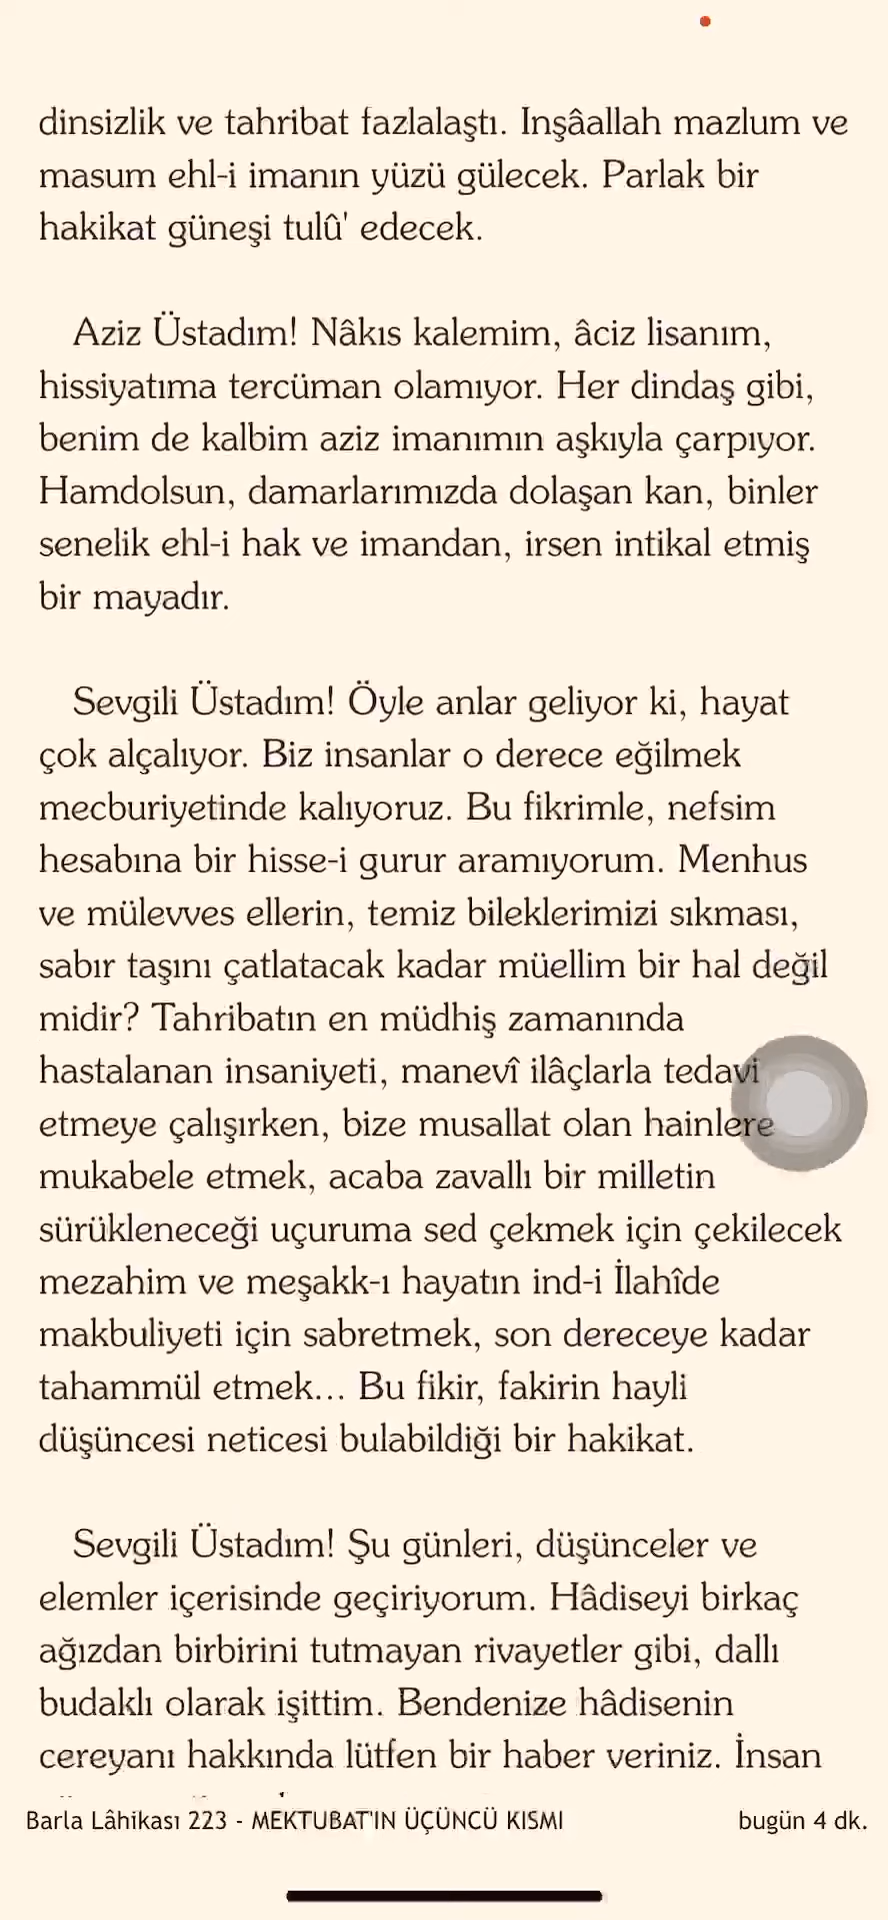 dinsizlik ve tahribat fazlalaştı. Inşâallah mazlum ve
masum ehl-i imanın yüzü gülecek. Parlak bir
hakikat güneşi tulû' edecek.
Aziz Üstadım! Nâkıs kalemim, âciz lisanım,
hissiyatıma tercüman olamıyor. Her dindaş gibi,
benim de kalbim aziz imanımın aşkıyla çarpıyor.
Hamdolsun, damarlarımızda dolaşan kan, binler
senelik ehl-i hak ve imandan, irsen intikal etmiş
bir mayadır.
Sevgili Üstadım! Öyle anlar geliyor ki, hayat
çok alçalıyor. Biz insanlar o derece eğilmek
mecburiyetinde kalıyoruz. Bu fikrimle, nefsim
hesabına bir hisse-i gurur aramıyorum. Menhus
ve mülevves ellerin, temiz bileklerimizi sıkması,
sabır taşını çatlatacak kadar müellim bir hal değil
midir? Tahribatın en müdhiş zamanında
hastalanan insaniyeti, manevî ilâçlarla tedavi
etmeye çalışırken, bize musallat olan hainlere
mukabele etmek, acaba zavallı bir milletin
sürükleneceği uçuruma sed çekmek için çekilecek
mezahim ve meşakk-ı hayatın ind-i İlahîde
makbuliyeti için sabretmek, son dereceye kadar
tahammül etmek... Bu fikir, fakirin hayli
düşüncesi neticesi bulabildiği bir hakikat.
Sevgili Üstadım! Şu günleri, düşünceler ve
elemler içerisinde geçiriyorum. Hâdiseyi birkaç
ağızdan birbirini tutmayan rivayetler gibi, dallı
budaklı olarak işittim. Bendenize hâdisenin
cereyanı hakkında lütfen bir haber veriniz. İnsan
Barla Lâhikası 223 - MEKTUBAT'IN ÜÇÜNCÜ KISMI bugün 4 dk.